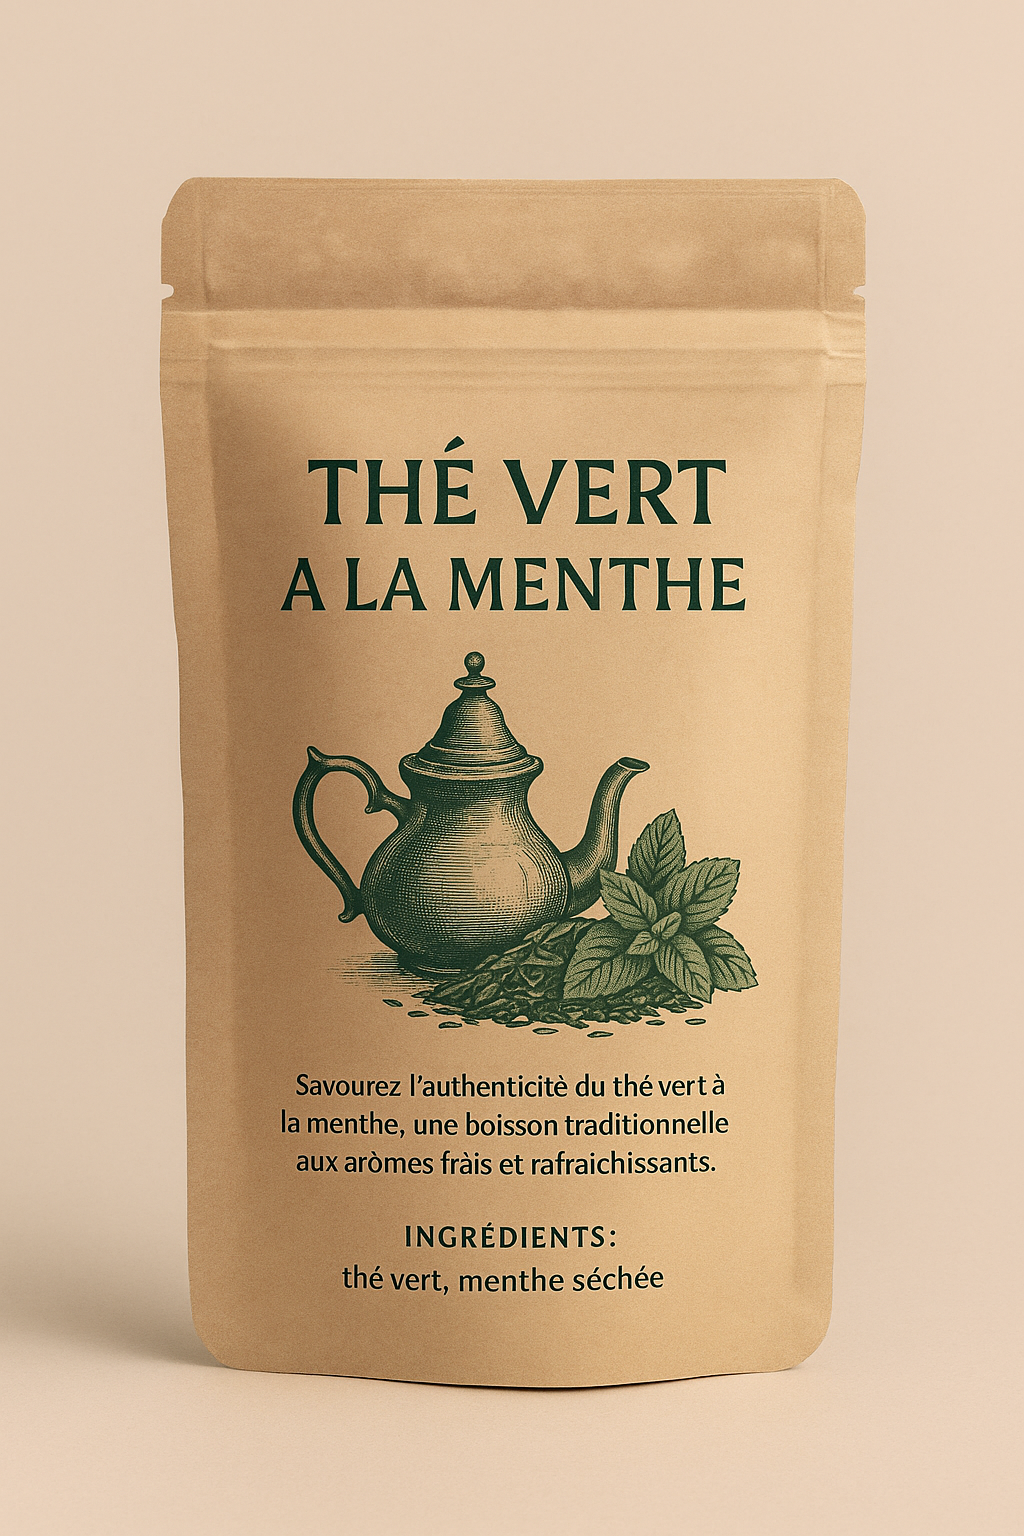 THÉ VERT
A LA MENTHE
Savourez l'authenticitè du thé vert à
la menthe, une boisson traditionnelle
aux aròmes fràis et rafraichissants.
INGRÉDIENTS:
thé vert, menthe séchée